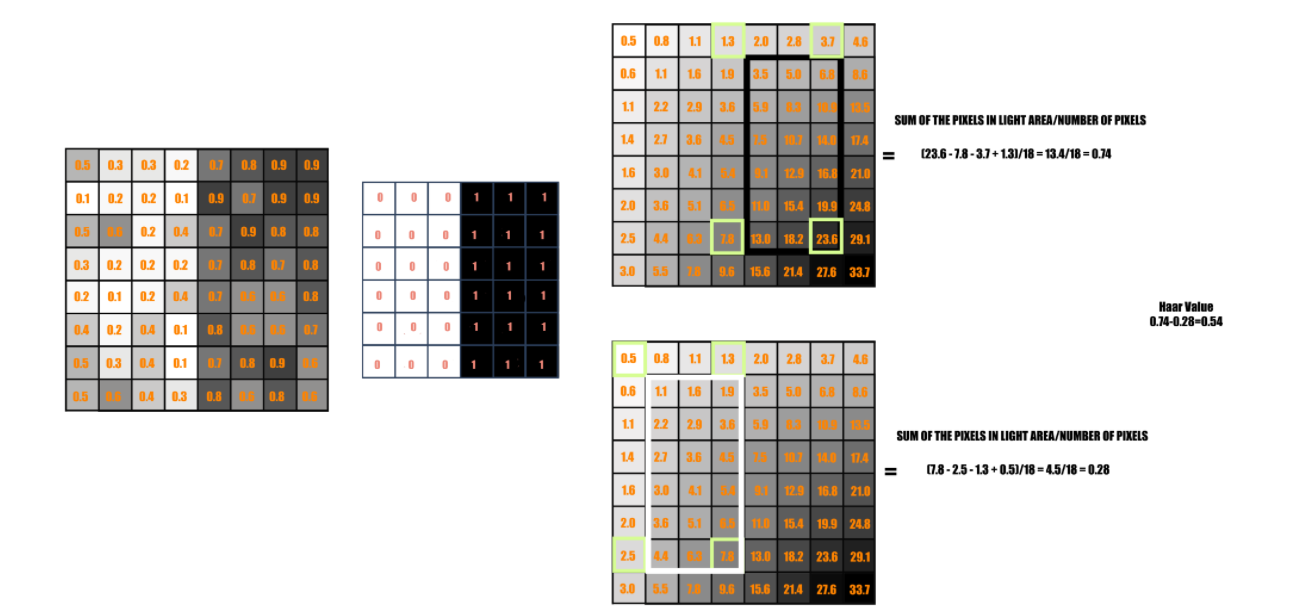 0.5 0.3 0.3 0.2 0.7 0.8 0.9 0.9
0.1 0.2 0.2 0.1 0.9 0.7 0.9 0.9
0.5 0.2 0.4 0.7 0.9 0.8 0.8
0.3 0.2 0.2 0.2 0.7 0.8 0.7 0.8
0.2 0.1 0.2 0.4 0.7 0.8
0.4 0.2 0.4 0.1 0.8 0.7
0.5 0.3 0.4 0.1 0.7 0.8 0.9
0.5 0.4 0.3 0.8 0.8
0 0 0 1 1 1
0 0 0 1 1 1
0 0 0 1 1 1
0 0 0 1 1 1
0 0 0 1 1 1
0 0 0 1 1 1
0.5 0.8 1.1 1.3 2.0 2.8 3.7 4.6
0.6 1.1 1.6 1.9 3.5 5.0 6.8 8.6
1.1 2.2 2.9 3.6 5.9 13.5
1.4 2.7 3.6 4.5 10.7 14.0 17.4
1.6 3.0 4.1 9.1 12.9 16.8 21.0
2.0 3.6 5.1 6.5 11.0 15.4 19.9 24.8
2.5 4.4 7.8 13.0 18.2 23.6 29.1
3.0 5.5 9.6 15.6 21.4 27.6 33.7
SUM OF THE PIXELS IN LIGHT AREA/NUMBER OF PIXELS
= (23.6 - 7.8 - 3.7 + 1.3)/18 = 13.4/18 = 0.74
0.5 0.8 1.1 1.3 2.0 2.8 3.7 4.6
0.6 1.1 1.6 1.9 3.5 5.0 6.8 8.6
1.1 2.2 2.9 3.6 5.9 13.5
1.4 2.7 3.6 4.5 10.7 14.0 17.4
1.6 3.0 4.1 9.1 12.9 16.8 21.0
2.0 3.6 5.1 6.5 11.0 15.4 19.9 24.8
2.5 4.4 7.8 13.0 18.2 23.6 29.1
3.0 5.5 9.6 15.6 21.4 27.6 33.7
SUM OF THE PIXELS IN LIGHT AREA/NUMBER OF PIXELS
= (7.8 - 2.5 - 1.3 + 0.5)/18 = 4.5/18 = 0.28
Haar Value
0.74-0.28=0.54